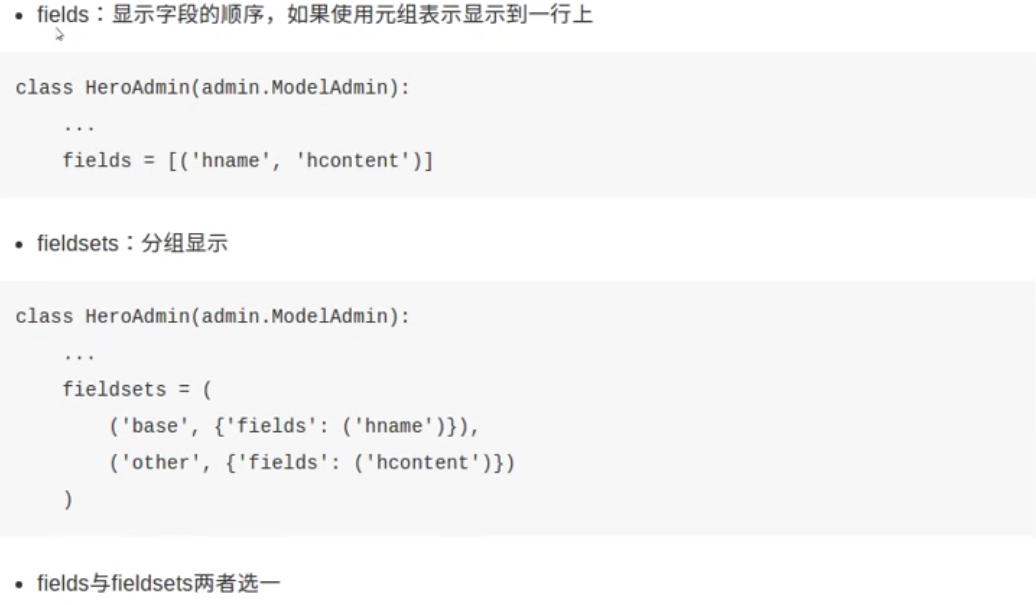 fields：显示字段的顺序，如果使用元组表示显示到一行上
class HeroAdmin(admin.ModelAdmin):
    ...
    fields = [('hname', 'hcontent')]
fieldsets：分组显示
class HeroAdmin(admin.ModelAdmin):
    ...
    fieldsets = (
        ('base', {'fields': ('hname')}),
        ('other', {'fields': ('hcontent')})
    )
fields与fieldsets两者选一